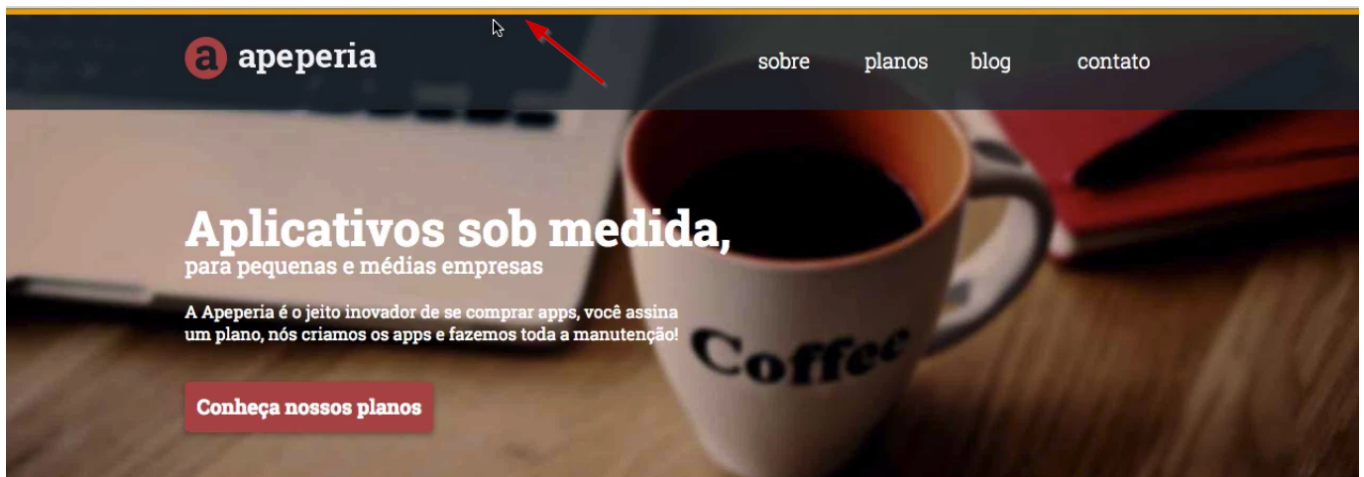 a apeperia
sobre planos blog contato
Aplicativos sob medida,
para pequenas e médias empresas
A Apeperia é o jeito inovador de se comprar apps, você assina
um plano, nós criamos os apps e fazemos toda a manutenção!
Coffee
Conheça nossos planos